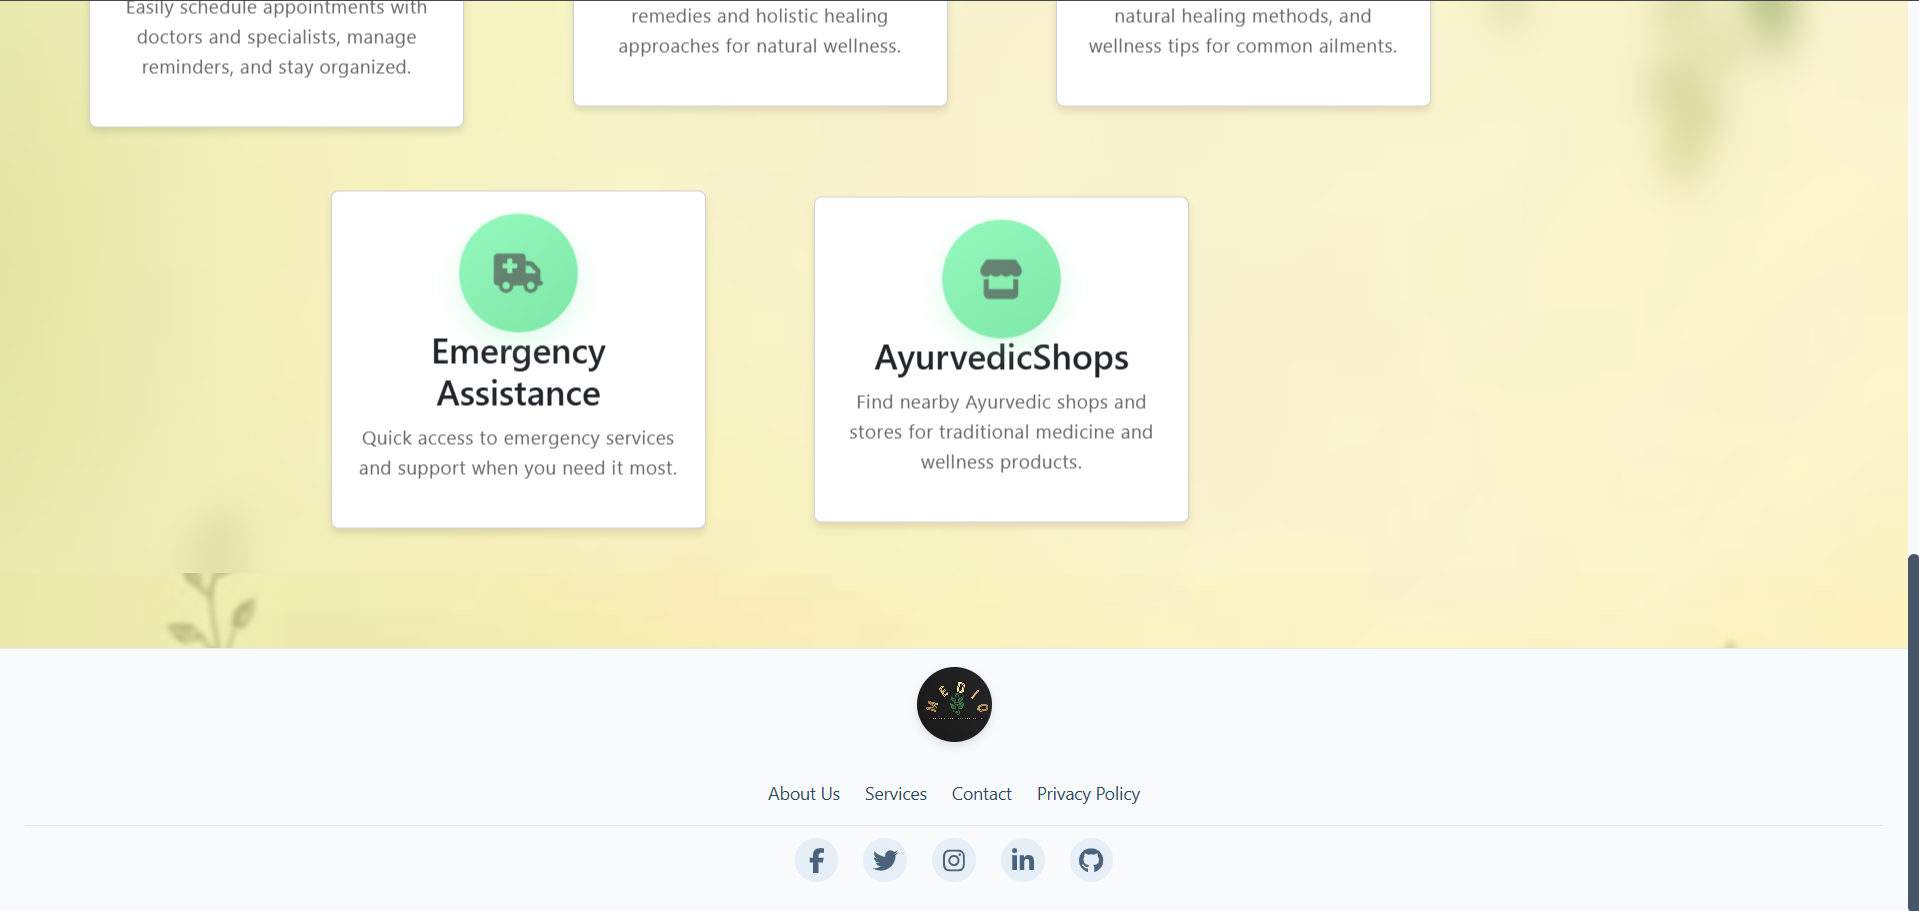 Easily schedule appointments with
doctors and specialists, manage
reminders, and stay organized.
remedies and holistic healing
approaches for natural wellness.
natural healing methods, and
wellness tips for common ailments.
Emergency
Assistance
Quick access to emergency services
and support when you need it most.
AyurvedicShops
Find nearby Ayurvedic shops and
stores for traditional medicine and
wellness products.
About Us Services Contact Privacy Policy